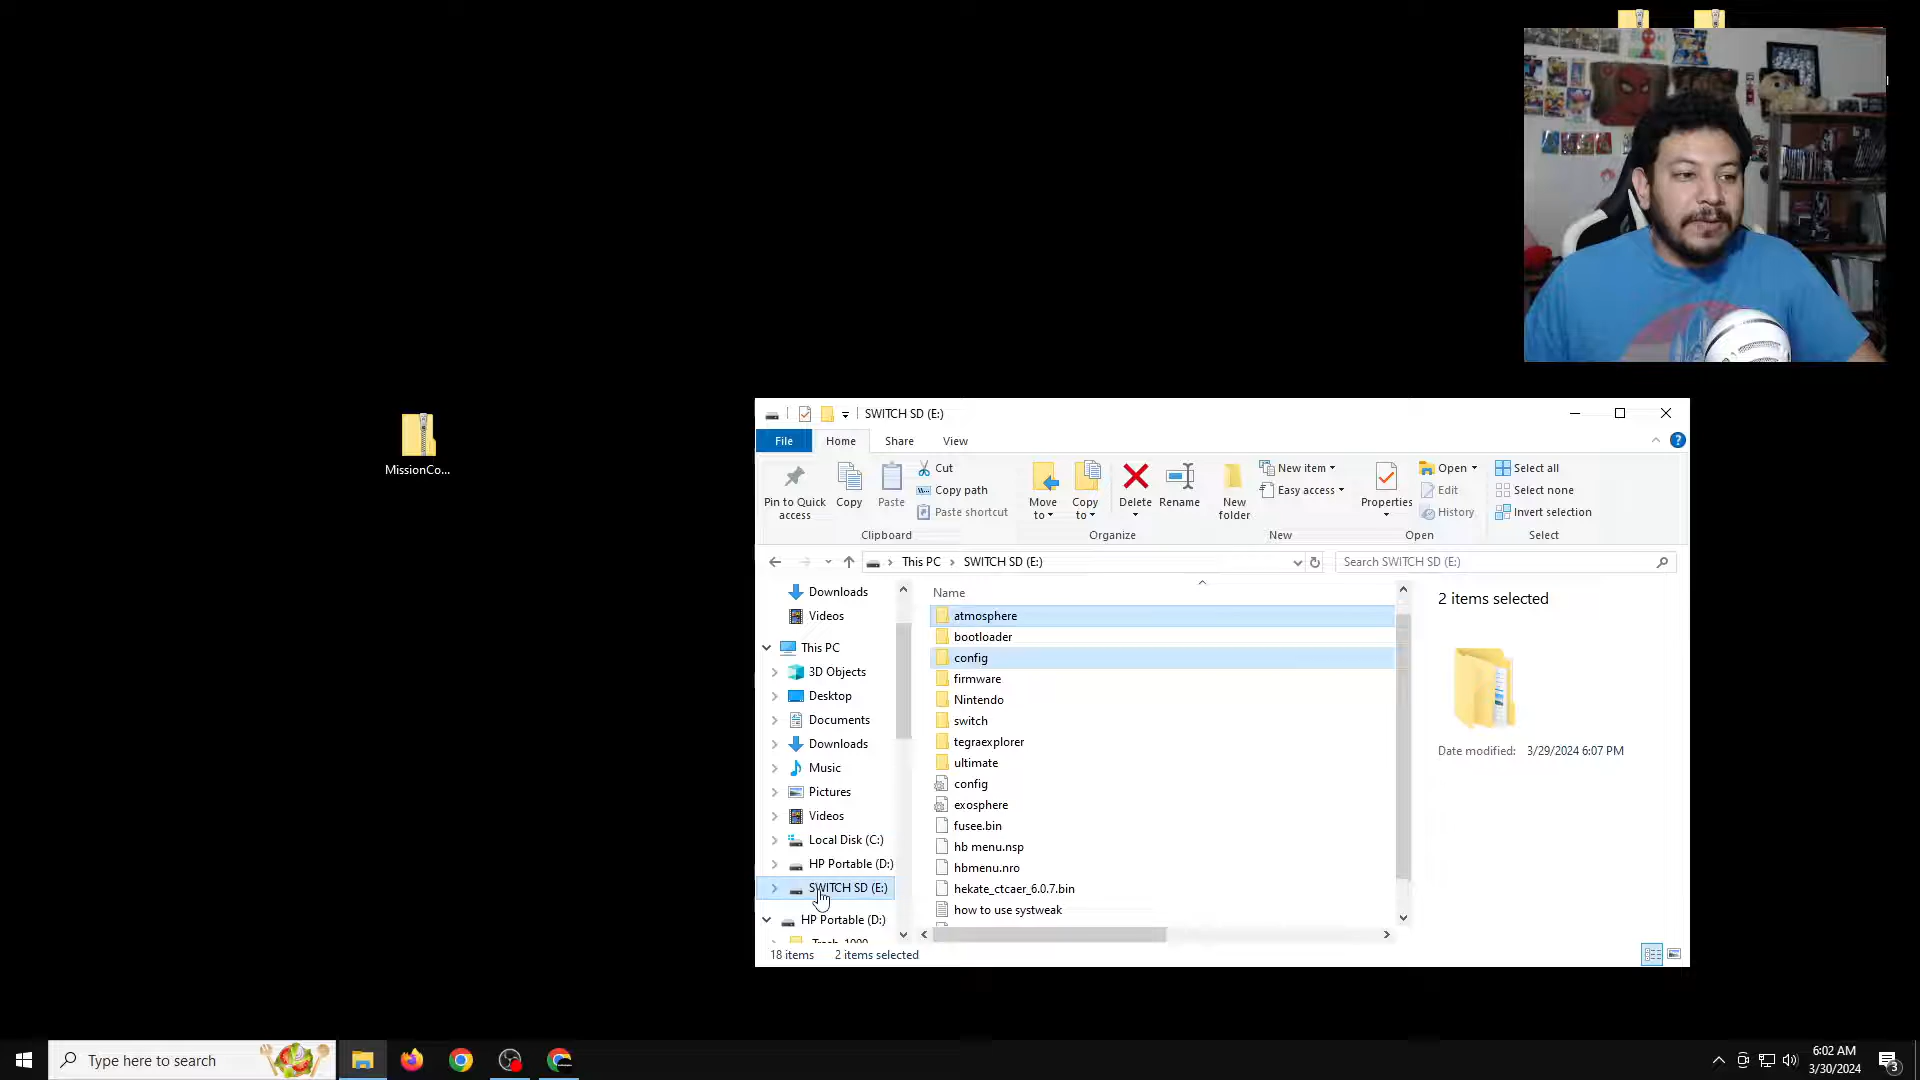 MissionCo...
SWITCH SD (E:)
File
Home
Share
View
Pin to Quick access
Copy
Paste
Cut
Copy path
Paste shortcut
Clipboard
Move to
Copy to
Delete
Rename
Organize
New folder
New item
Easy access
New
Properties
Open
Edit
History
Open
Select all
Select none
Invert selection
Select
This PC
SWITCH SD (E:)
Search SWITCH SD (E:)
Downloads
Videos
This PC
3D Objects
Desktop
Documents
Downloads
Music
Pictures
Videos
Local Disk (C:)
HP Portable (D:)
SWITCH SD (E:)
HP Portable (D:)
Name
atmosphere
bootloader
config
firmware
Nintendo
switch
tegraexplorer
ultimate
config
exosphere
fusee.bin
hb menu.nsp
hbmenu.nro
hekate_ctcaer_6.0.7.bin
how to use systweak
2 items selected
Date modified: 3/29/2024 6:07 PM
18 items 2 items selected
Type here to search
6:02 AM
3/30/2024
3